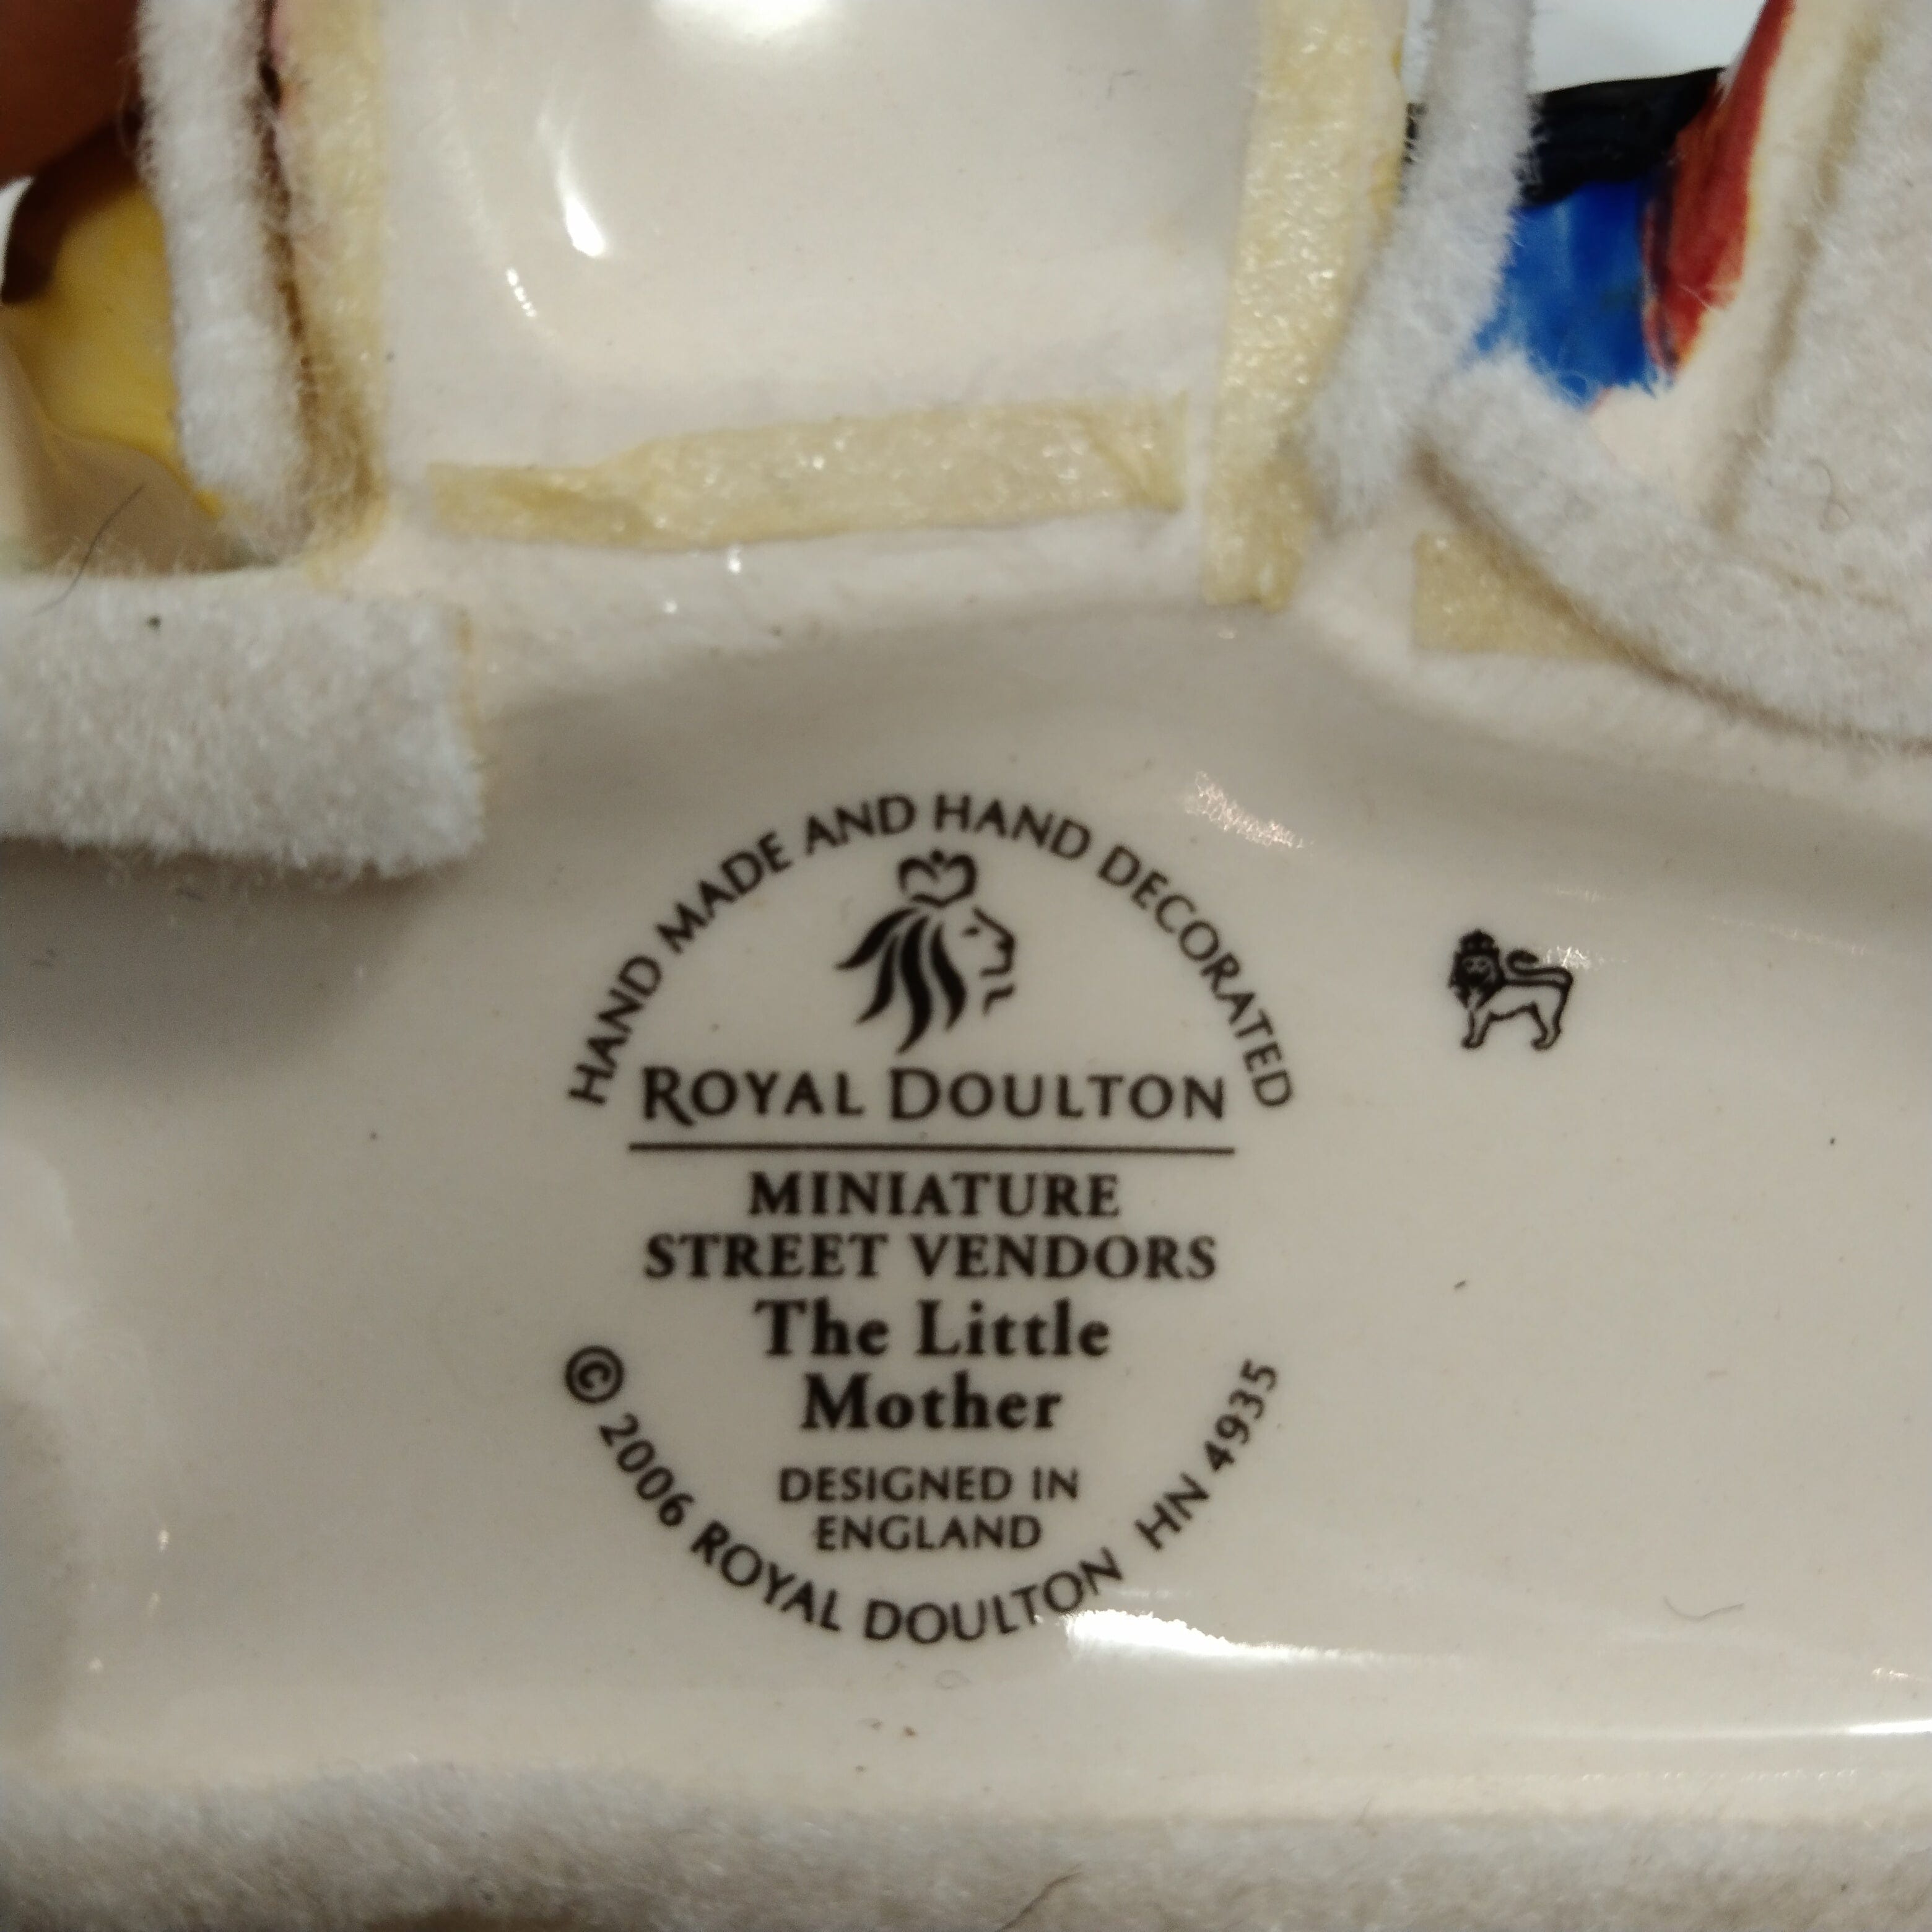 HAND MADE AND HAND DECORATED
ROYAL DOULTON
MINIATURE
STREET VENDORS
The Little
Mother
DESIGNED IN
ENGLAND
© 2006 ROYAL DOULTON HN 4935